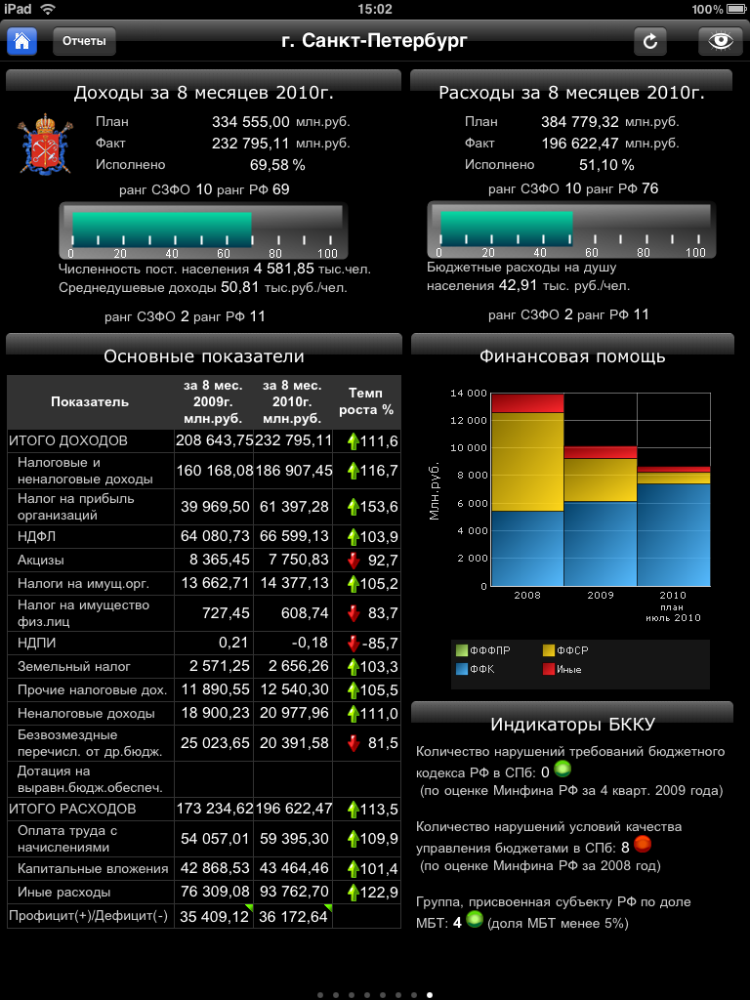 iPad 15:02 100%
Отчеты г. Санкт-Петербург
Доходы за 8 месяцев 2010г.
План 334 555,00 млн.руб.
Факт 232 795,11 млн.руб.
Исполнено 69,58 %
ранг СЗФО 10 ранг РФ 69
0 20 40 60 80 100
Численность пост. населения 4 581,85 тыс.чел.
Среднедушевые доходы 50,81 тыс.руб./чел.
ранг СЗФО 2 ранг РФ 11
Расходы за 8 месяцев 2010г.
План 384 779,32 млн.руб.
Факт 196 622,47 млн.руб.
Исполнено 51,10 %
ранг СЗФО 10 ранг РФ 76
0 20 40 60 80 100
Бюджетные расходы на душу
населения 42,91 тыс. руб./чел.
ранг СЗФО 2 ранг РФ 11
Основные показатели
Показатель
за 8 мес.
2009г.
млн.руб.
за 8 мес.
2010г.
млн.руб.
Темп
роста %
ИТОГО ДОХОДОВ 208 643,75 232 795,11 111,6
Налоговые и
неналоговые доходы 160 168,08 186 907,45 116,7
Налог на прибыль
организаций 39 969,50 61 397,28 153,6
НДФЛ 64 080,73 66 599,13 103,9
Акцизы 8 365,45 7 750,83 92,7
Налоги на имущ.орг. 13 662,71 14 377,13 105,2
Налог на имущество
физ.лиц 727,45 608,74 83,7
НДПИ 0,21 -0,18 -85,7
Земельный налог 2 571,25 2 656,26 103,3
Прочие налоговые дох. 11 890,55 12 540,30 105,5
Неналоговые доходы 18 900,23 20 977,96 111,0
Безвозмездные
перечисл. от др.бюдж. 25 023,65 20 391,58 81,5
Дотация на
выравн.бюдж.обеспеч.
ИТОГО РАСХОДОВ 173 234,62 196 622,47 113,5
Оплата труда с
начислениями 54 057,01 59 395,30 109,9
Капитальные вложения 42 868,53 43 464,46 101,4
Иные расходы 76 309,08 93 762,70 122,9
Профицит(+)/Дефицит(-) 35 409,12 36 172,64
Финансовая помощь
Млн.руб.
14 000
12 000
10 000
8 000
6 000
4 000
2 000
0
2008 2009 2010
план
июль 2010
ФФФПР ФФСР
ФФК Иные
Индикаторы БККУ
Количество нарушений требований бюджетного
кодекса РФ в СПб: 0
(по оценке Минфина РФ за 4 кварт. 2009 года)
Количество нарушений условий качества
управления бюджетами в СПб: 8
(по оценке Минфина РФ за 2008 год)
Группа, присвоенная субъекту РФ по доле
МБТ: 4 (доля МБТ менее 5%)